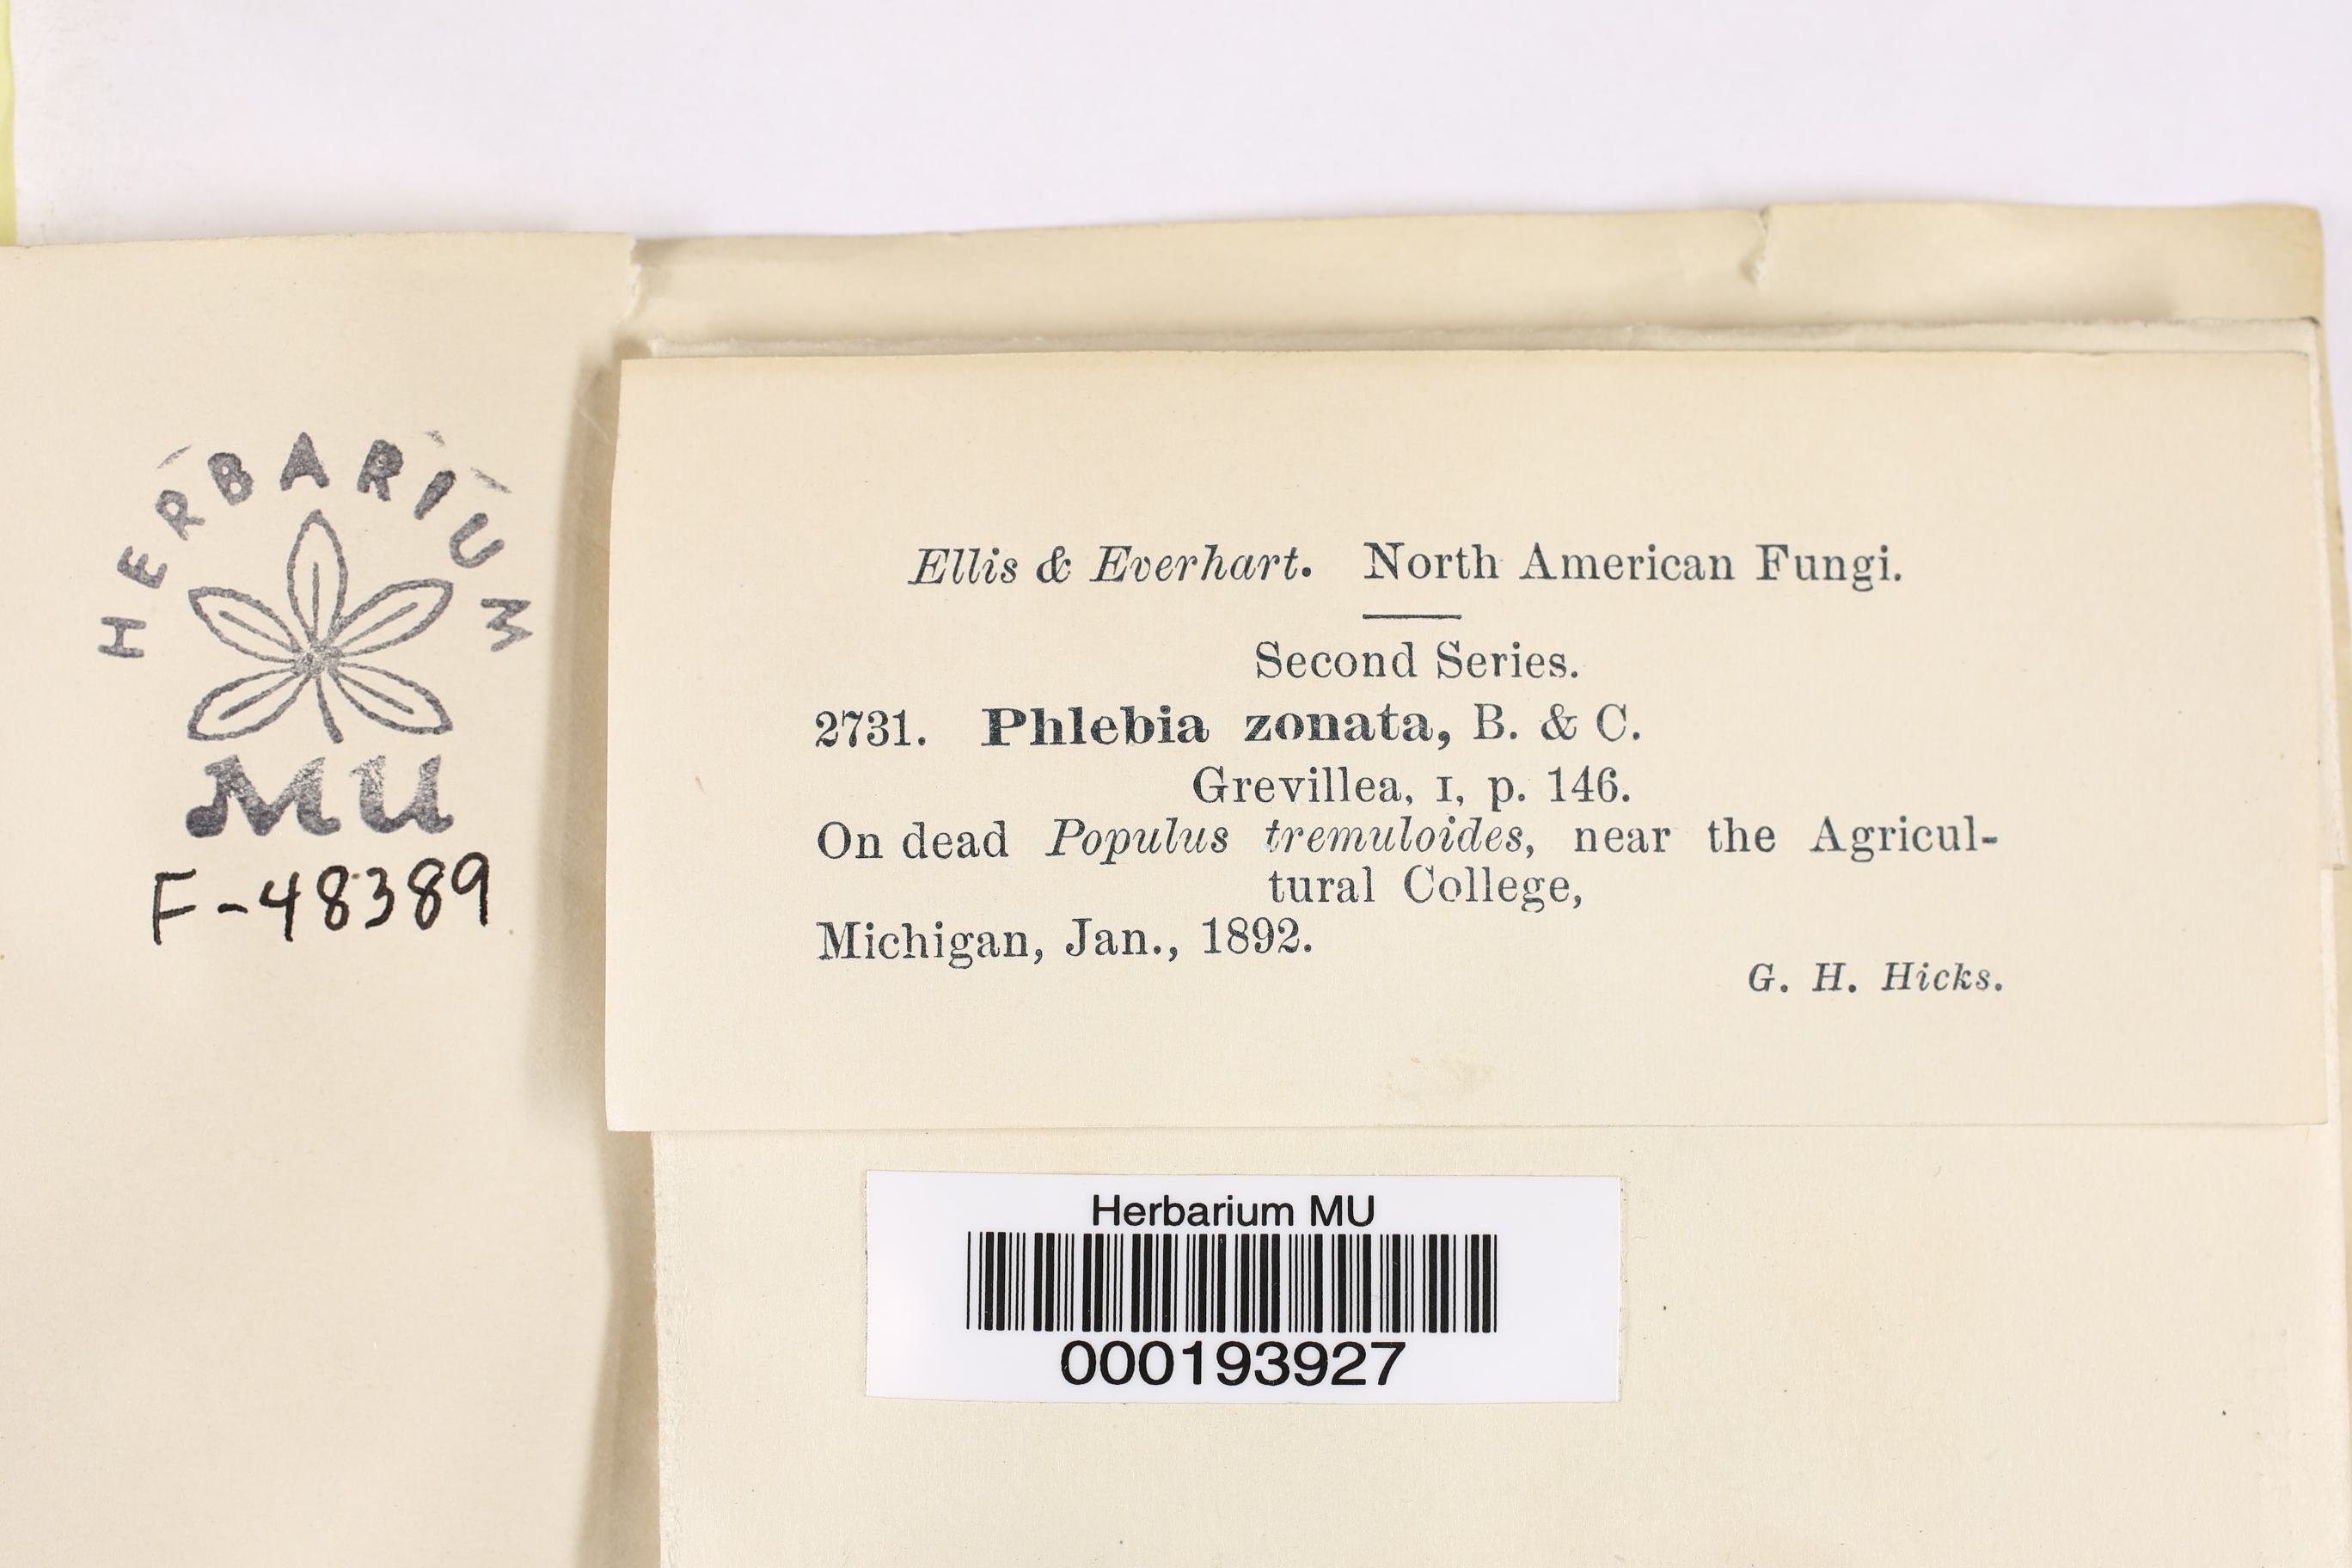 HERBARIUM
MU
F-48389
Ellis & Everhart. North American Fungi.
Second Series.
2731. Phlebia zonata, B. & C.
Grevillea, I, p. 146.
On dead Populus tremuloides, near the Agricul-
tural College,
Michigan, Jan., 1892.
G. H. Hicks.
Herbarium MU
000193927